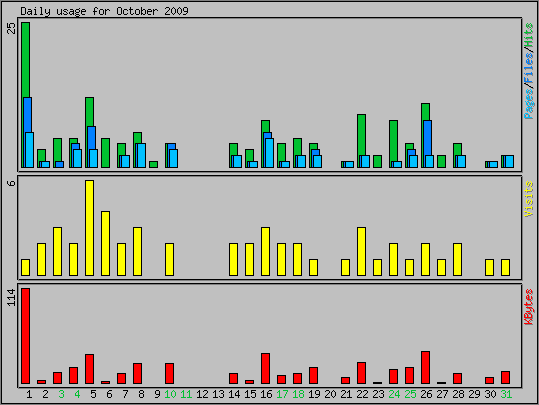 Daily usage for October 2009
25
Pages/Files/Hits
6
Visits
114
KBytes
1 2 3 4 5 6 7 8 9 10 11 12 13 14 15 16 17 18 19 20 21 22 23 24 25 26 27 28 29 30 31